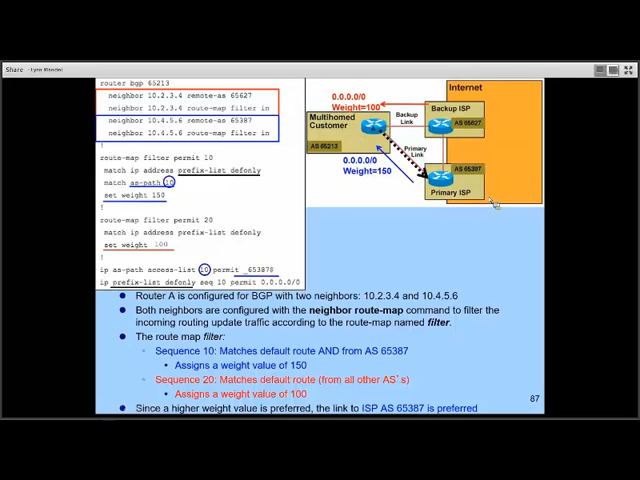 Share - Lynn
router bgp 65213
neighbor 10.2.3.4 remote-as 65627
neighbor 10.2.3.4 route-map filter in
neighbor 10.4.5.6 remote-as 65387
neighbor 10.4.5.6 route-map filter in
!
route-map filter permit 10
match ip address prefix-list defonly
match as-path 10
set weight 150
!
route-map filter permit 20
match ip address prefix-list defonly
set weight 100
!
ip as-path access-list 10 permit _65387$
ip prefix-list defonly seq 10 permit 0.0.0.0/0
Internet
0.0.0.0/0
Weight=100
Backup ISP
Multihomed
Customer
Backup
Link
A
AS 65627
AS 65213
0.0.0.0/0
Weight=150
Primary
Link
AS 65387
Primary ISP
• Router A is configured for BGP with two neighbors: 10.2.3.4 and 10.4.5.6
• Both neighbors are configured with the neighbor route-map command to filter the
incoming routing update traffic according to the route-map named filter.
• The route map filter:
◦ Sequence 10: Matches default route AND from AS 65387
• Assigns a weight value of 150
◦ Sequence 20: Matches default route (from all other AS's)
• Assigns a weight value of 100
• Since a higher weight value is preferred, the link to ISP AS 65387 is preferred
87